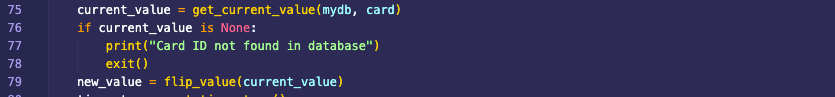 75 current_value = get_current_value(mydb, card)
76 if current_value is None:
77 print("Card ID not found in database")
78 exit()
79 new_value = flip_value(current_value)